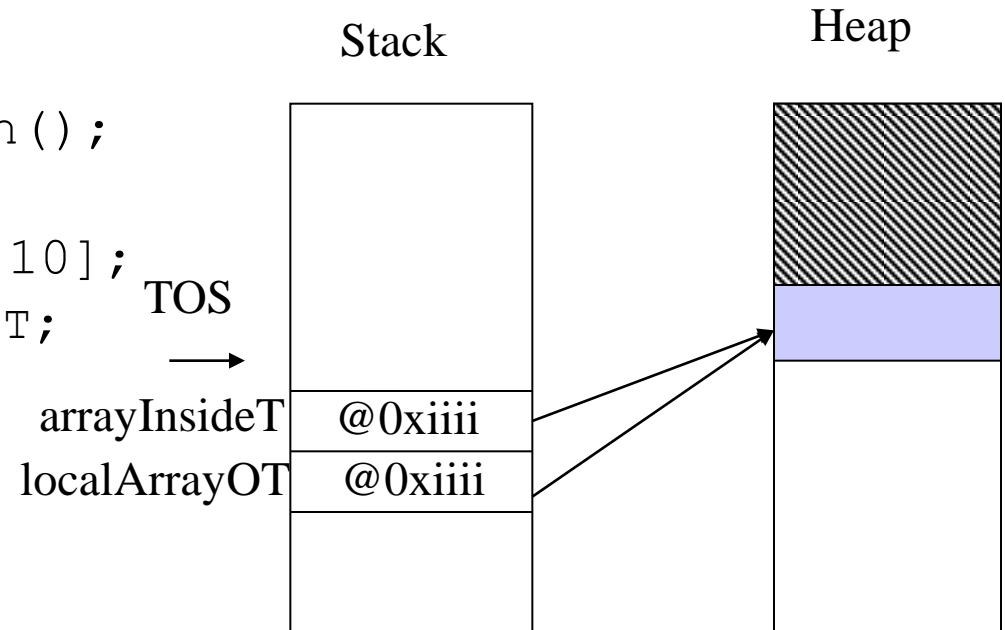 Stack
Heap
();
10];
TOS
T;
arrayInsideT
@0xiiii
localArrayOT
@0xiiii